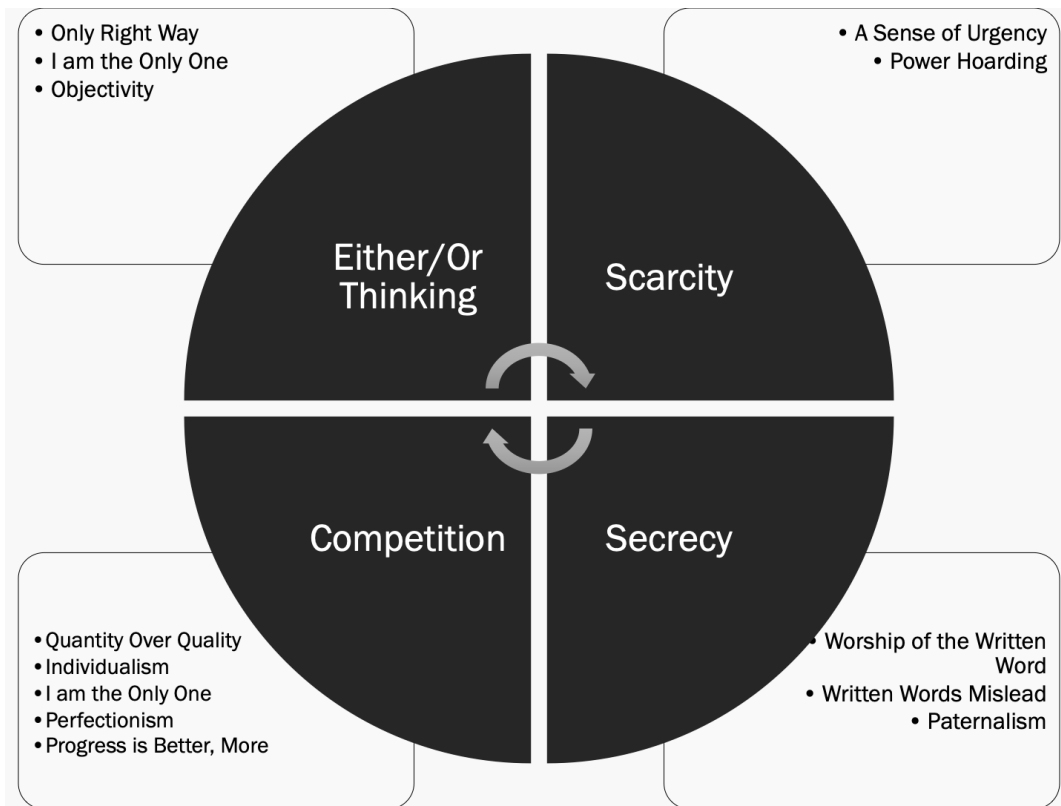 • Only Right Way
• I am the Only One
• Objectivity
• A Sense of Urgency
• Power Hoarding
Either/Or
Thinking
Scarcity
Competition
Secrecy
• Quantity Over Quality
• Individualism
• I am the Only One
• Perfectionism
• Progress is Better, More
• Worship of the Written
Word
• Written Words Mislead
• Paternalism